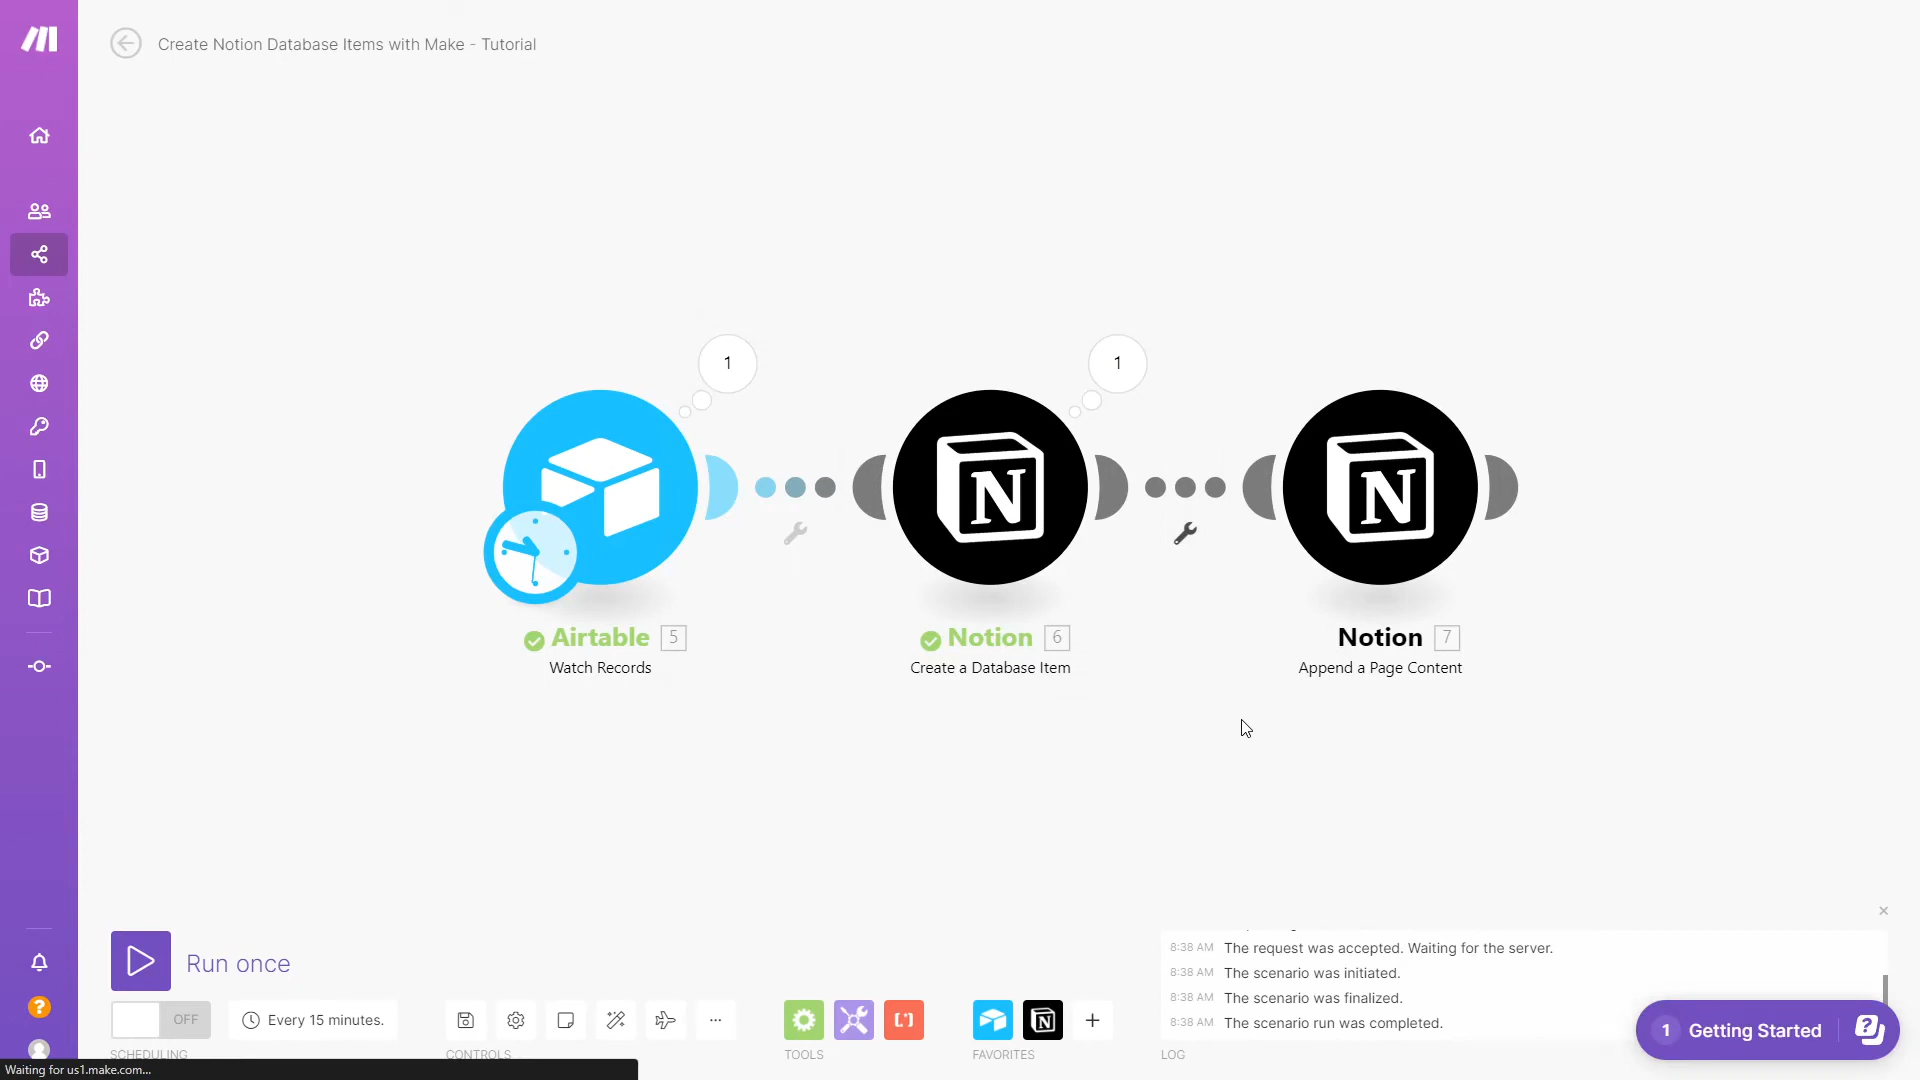 Create Notion Database Items with Make - Tutorial
1
1
Airtable 5
Watch Records
Notion 6
Create a Database Item
Notion 7
Append a Page Content
Run once
OFF
Every 15 minutes.
SCHEDULING
CONTROLS
TOOLS
FAVORITES
8:38 AM The request was accepted. Waiting for the server.
8:38 AM The scenario was initiated.
8:38 AM The scenario was finalized.
8:38 AM The scenario run was completed.
LOG
1 Getting Started
Waiting for us1.make.com...